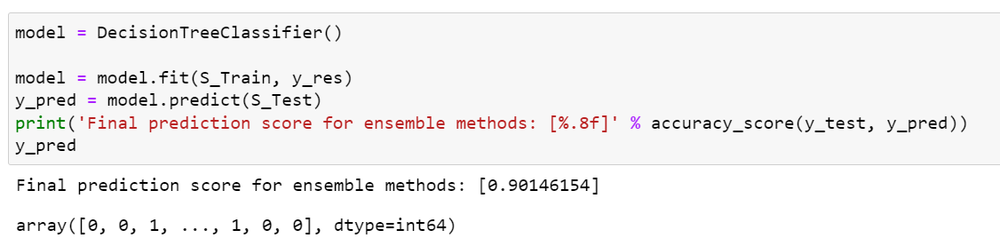 model = DecisionTreeClassifier()
model = model.fit(S_Train, y_res)
y_pred = model.predict(S_Test)
print('Final prediction score for ensemble methods: [%.8f]' % accuracy_score(y_test, y_pred))
y_pred
Final prediction score for ensemble methods: [0.90146154]
array([0, 0, 1, ..., 1, 0, 0], dtype=int64)